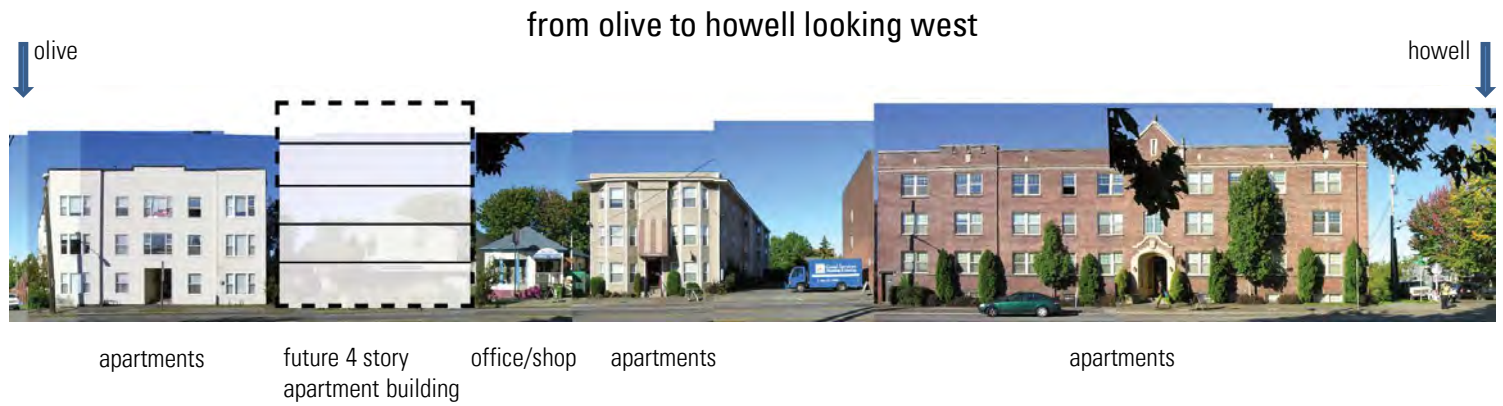 from olive to howell looking west
olive
howell
apartments
future 4 story
apartment building
office/shop
apartments
apartments